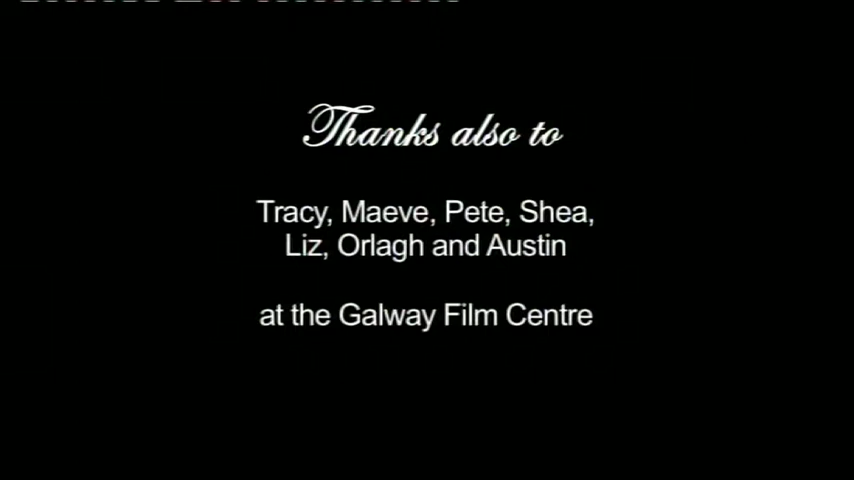 Thanks also to
Tracy, Maeve, Pete, Shea,
Liz, Orlagh and Austin
at the Galway Film Centre